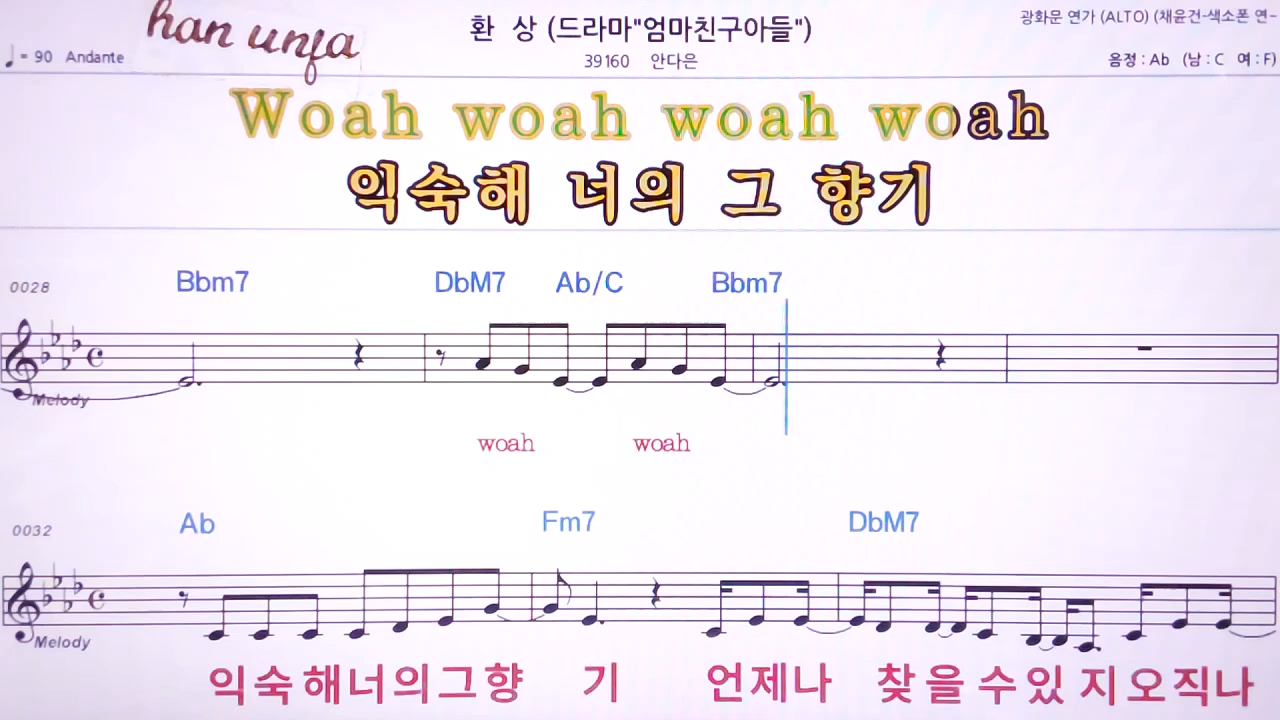 han unja
환 상 (드라마"엄마친구아들")
광화문 연가 (ALTO) (채윤건-색소폰 연-
♩= 90 Andante
39160 안다은
음정 : Ab (남 : C 여 : F)
Woah woah woah woah
익숙해 너의 그 향기
0028 Bbm7 DbM7 Ab/C Bbm7
Melody
woah woah
0032 Ab Fm7 DbM7
Melody
익숙해너의그향 기 언제나 찾을수있 지오직나